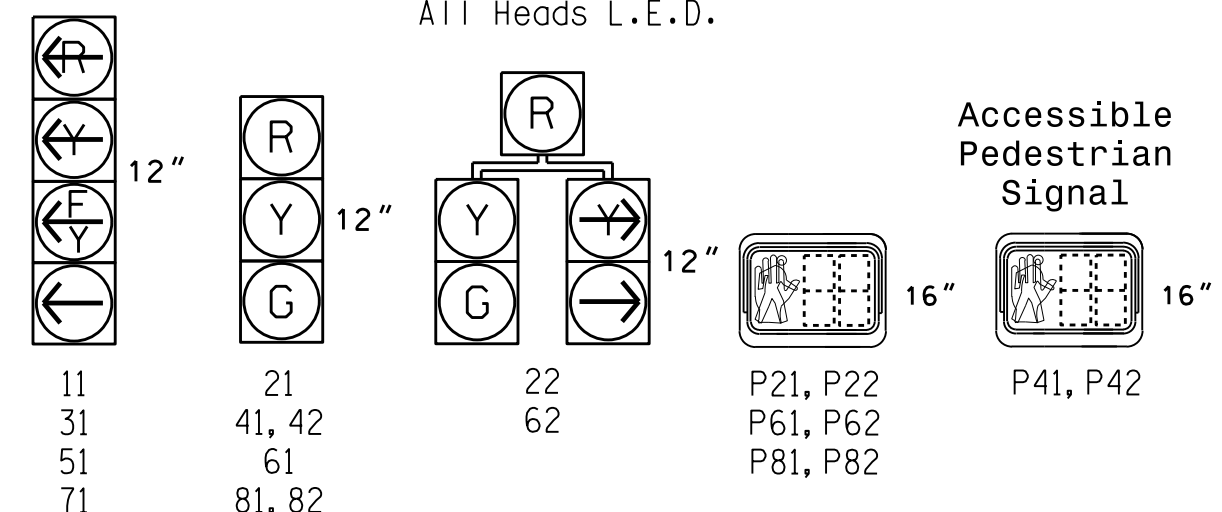 All Heads L.E.D.
R
Y
F
Y
12"
11
31
51
71
R
Y
G
12"
21
41, 42
61
81, 82
R
Y
G
Y
12"
22
62
16"
P21, P22
P61, P62
P81, P82
Accessible
Pedestrian
Signal
16"
P41, P42